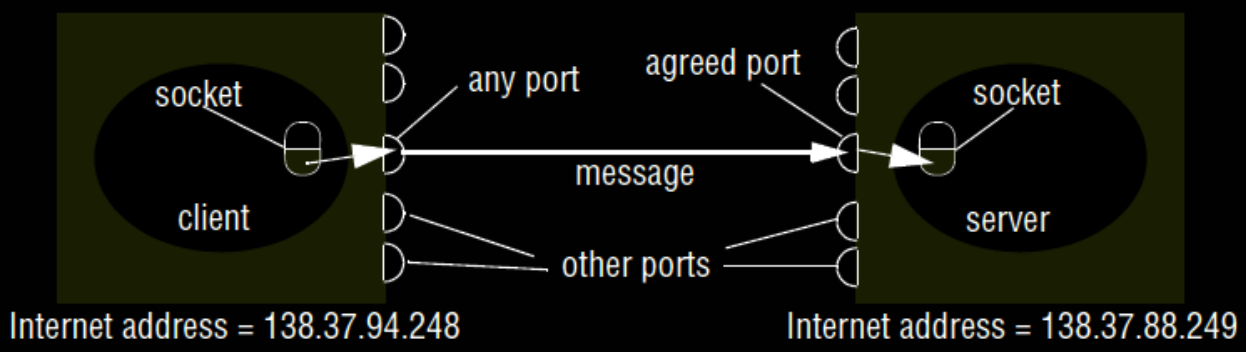 agreed port
any port
socket
socket
message
client
server
other ports
Internet address = 138.37.94.248
Internet address = 138.37.88.249